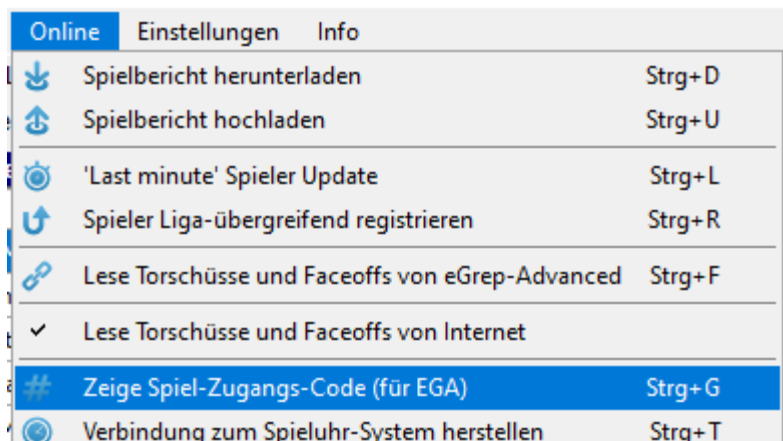 Online Einstellungen Info
Spielbericht herunterladen Strg+D
Spielbericht hochladen Strg+U
'Last minute' Spieler Update Strg+L
Spieler Liga-übergreifend registrieren Strg+R
Lese Torschüsse und Faceoffs von eGrep-Advanced Strg+F
Lese Torschüsse und Faceoffs von Internet
Zeige Spiel-Zugangs-Code (für EGA) Strg+G
Verbindung zum Spieluhr-System herstellen Strg+T